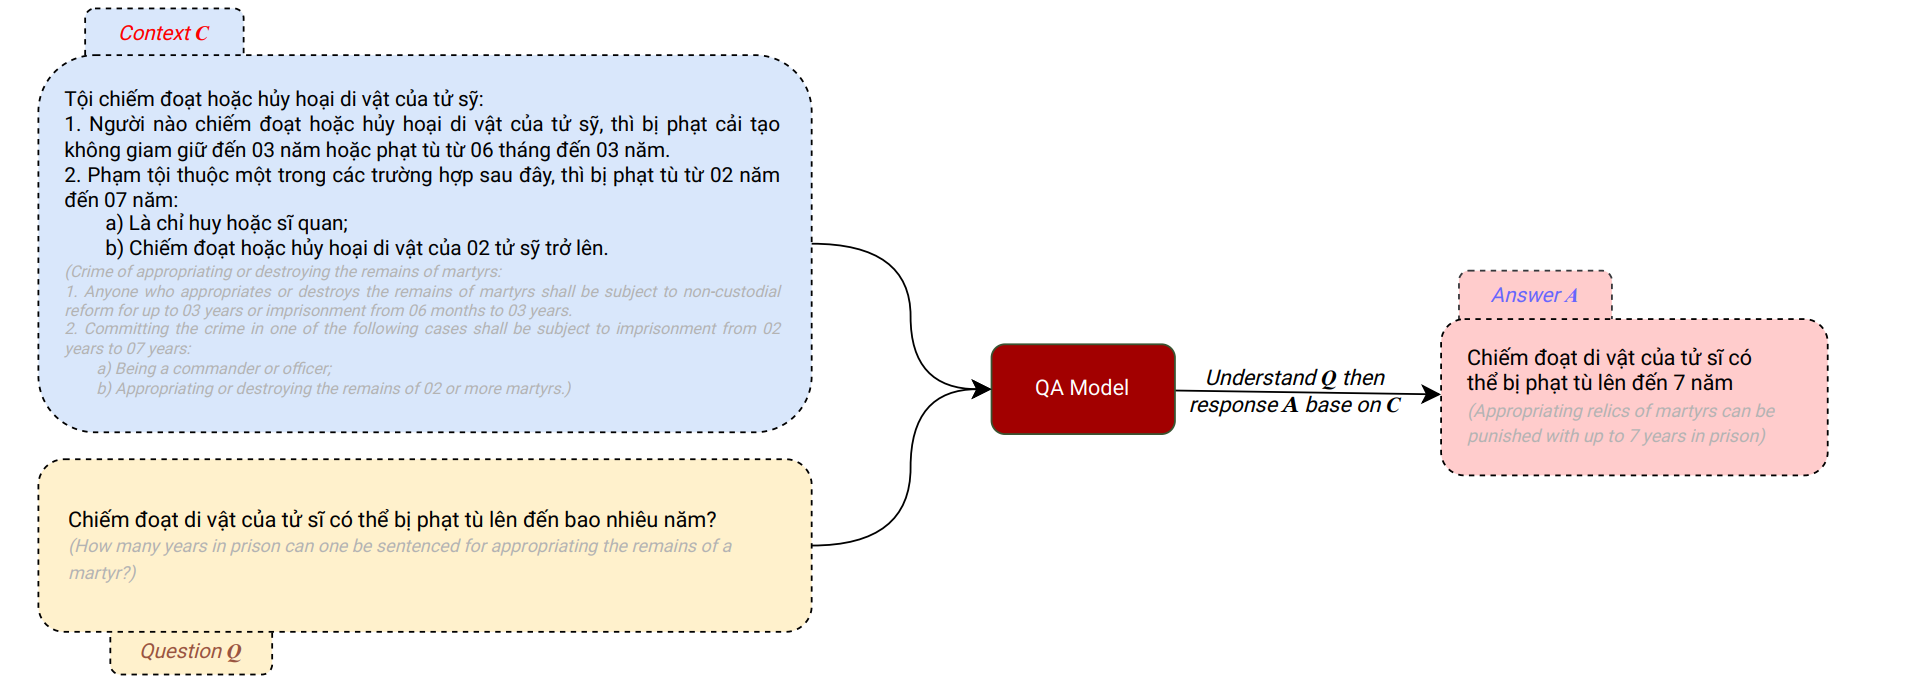 Context C
Tội chiếm đoạt hoặc hủy hoại di vật của tử sỹ:
1. Người nào chiếm đoạt hoặc hủy hoại di vật của tử sỹ, thì bị phạt cải tạo
không giam giữ đến 03 năm hoặc phạt tù từ 06 tháng đến 03 năm.
2. Phạm tội thuộc một trong các trường hợp sau đây, thì bị phạt tù từ 02 năm
đến 07 năm:
a) Là chỉ huy hoặc sĩ quan;
b) Chiếm đoạt hoặc hủy hoại di vật của 02 tử sỹ trở lên.
(Crime of appropriating or destroying the remains of martyrs:
1. Anyone who appropriates or destroys the remains of martyrs shall be subject to non-custodial
reform for up to 03 years or imprisonment from 06 months to 03 years.
2. Committing the crime in one of the following cases shall be subject to imprisonment from 02
years to 07 years:
a) Being a commander or officer;
b) Appropriating or destroying the remains of 02 or more martyrs.)
Chiếm đoạt di vật của tử sĩ có thể bị phạt tù lên đến bao nhiêu năm?
(How many years in prison can one be sentenced for appropriating the remains of a
martyr?)
Question Q
QA Model
Understand Q then
response A base on C
Answer A
Chiếm đoạt di vật của tử sĩ có
thể bị phạt tù lên đến 7 năm
(Appropriating relics of martyrs can be
punished with up to 7 years in prison)